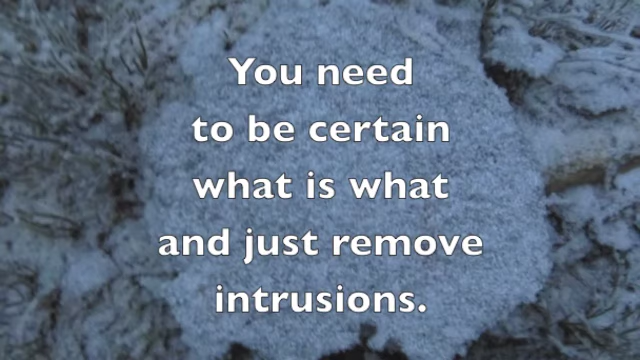 You need
to be certain
what is what
and just remove
intrusions.